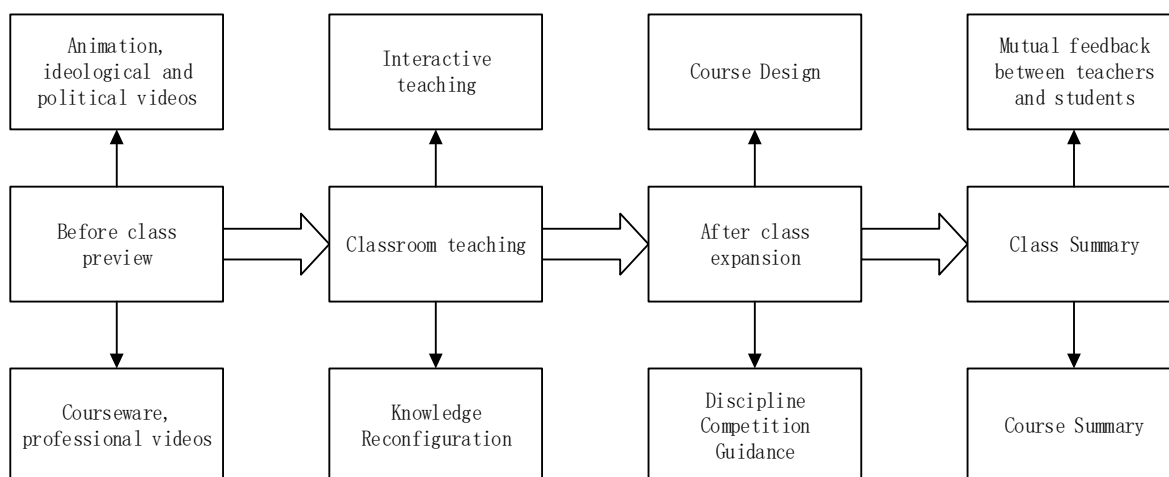 Animation,
ideological and
political videos
Interactive
teaching
Course Design
Mutual feedback
between teachers
and students
Before class
preview
Classroom teaching
After class
expansion
Class Summary
Courseware,
professional videos
Knowledge
Reconfiguration
Discipline
Competition
Guidance
Course Summary